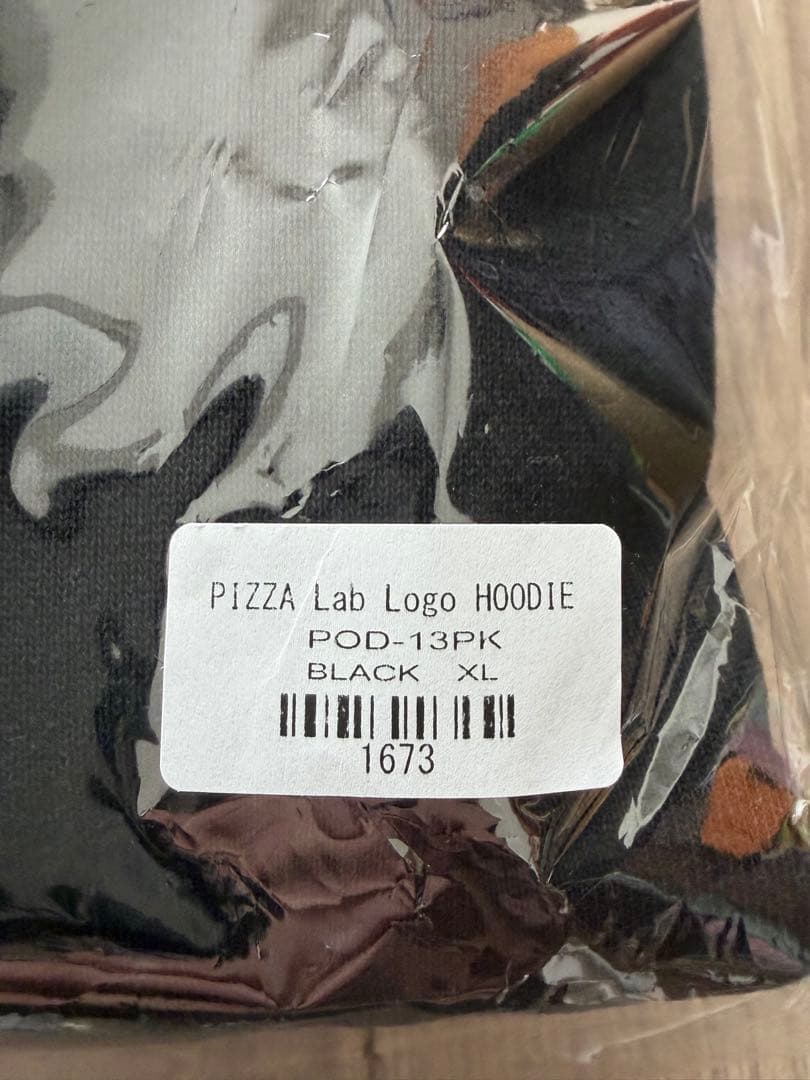 PIZZA Lab Logo HOODIE
POD-13PK
BLACK XL
1673